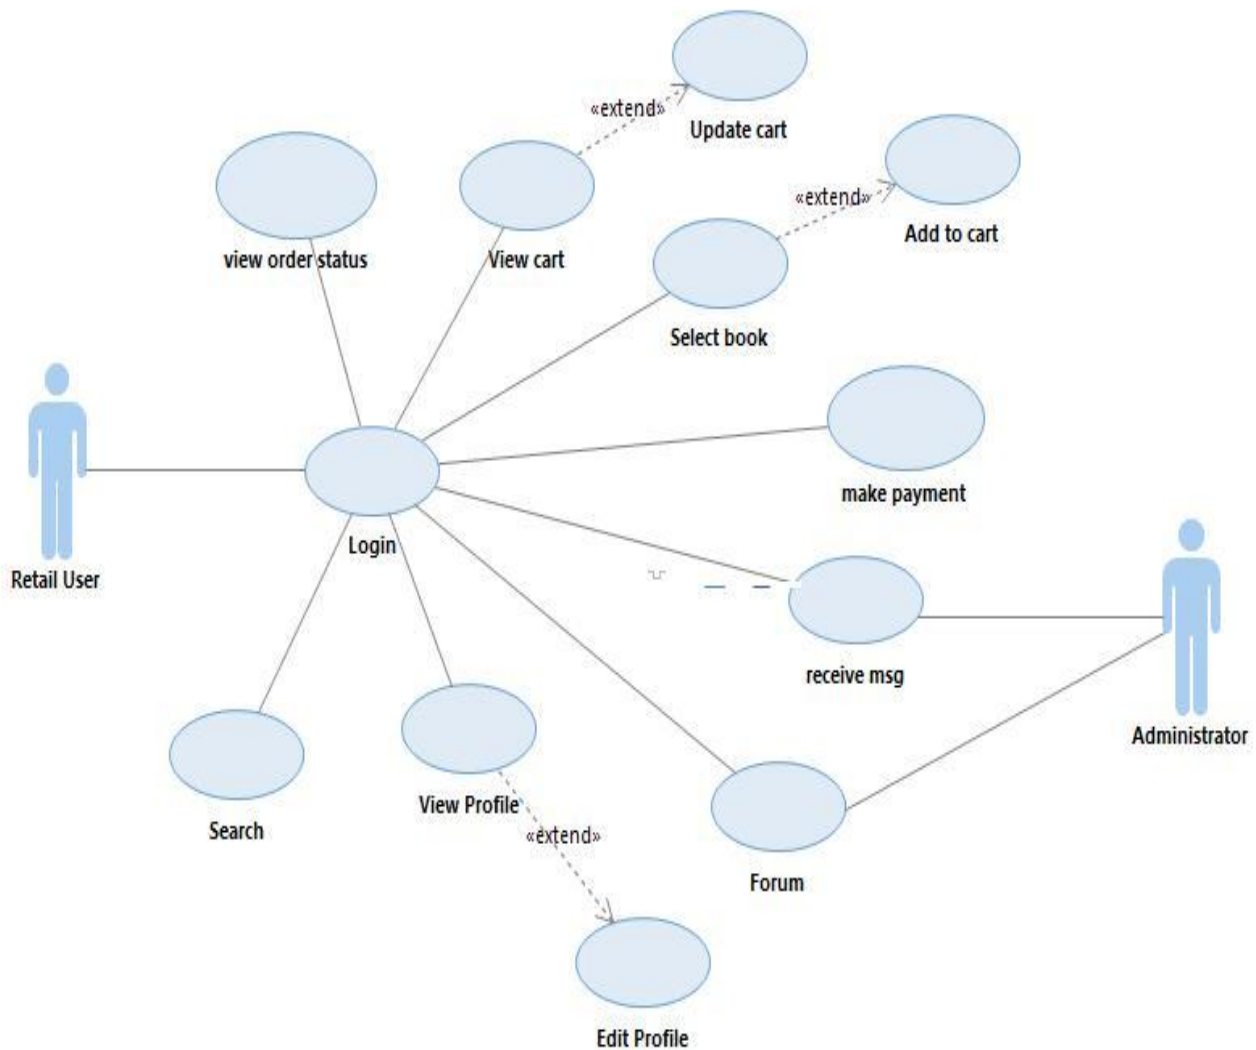 «extend»
Update cart
«extend»
Add to cart
view order status
View cart
Select book
make payment
Login
Retail User
receive msg
Administrator
Search
View Profile
«extend»
Forum
Edit Profile